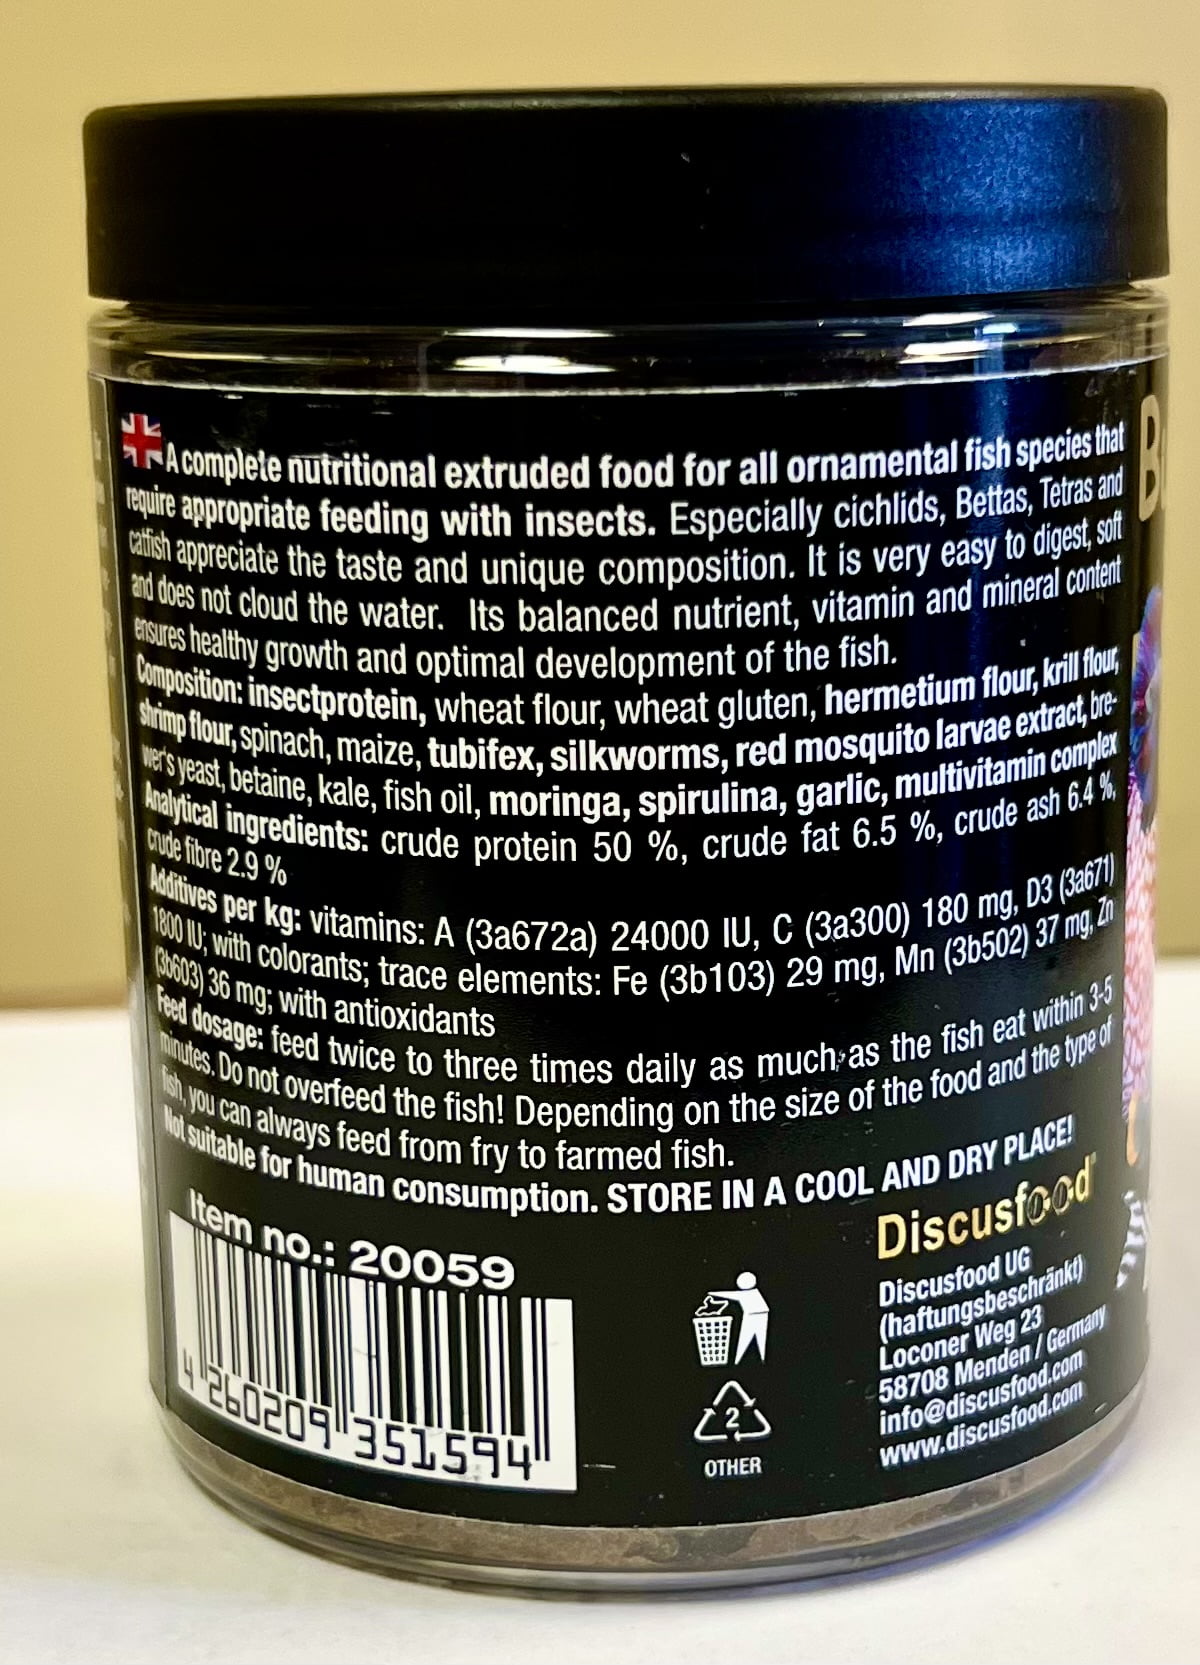 A complete nutritional extruded food for all ornamental fish species that
require appropriate feeding with insects. Especially cichlids, Bettas, Tetras and
catfish appreciate the taste and unique composition. It is very easy to digest, soft
and does not cloud the water. Its balanced nutrient, vitamin and mineral content
ensures healthy growth and optimal development of the fish.
Composition: insectprotein, wheat flour, wheat gluten, hermetium flour, krill flour,
shrimp flour, spinach, maize, tubifex, silkworms, red mosquito larvae extract, bre-
wer's yeast, betaine, kale, fish oil, moringa, spirulina, garlic, multivitamin complex
Analytical ingredients: crude protein 50 %, crude fat 6.5 %, crude ash 6.4 %,
crude fibre 2.9 %
Additives per kg: vitamins: A (3a672a) 24000 IU, C (3a300) 180 mg, D3 (3a671)
1800 IU; with colorants; trace elements: Fe (3b103) 29 mg, Mn (3b502) 37 mg, Zn
(3b603) 36 mg; with antioxidants
Feed dosage: feed twice to three times daily as much as the fish eat within 3-5
minutes. Do not overfeed the fish! Depending on the size of the food and the type of
fish, you can always feed from fry to farmed fish.
Not suitable for human consumption. STORE IN A COOL AND DRY PLACE!
Item no.: 20059
4 260209 351594
2
OTHER
Discusfood
Discusfood UG
(haftungsbeschränkt)
Loconer Weg 23
58708 Menden / Germany
info@discusfood.com
www.discusfood.com